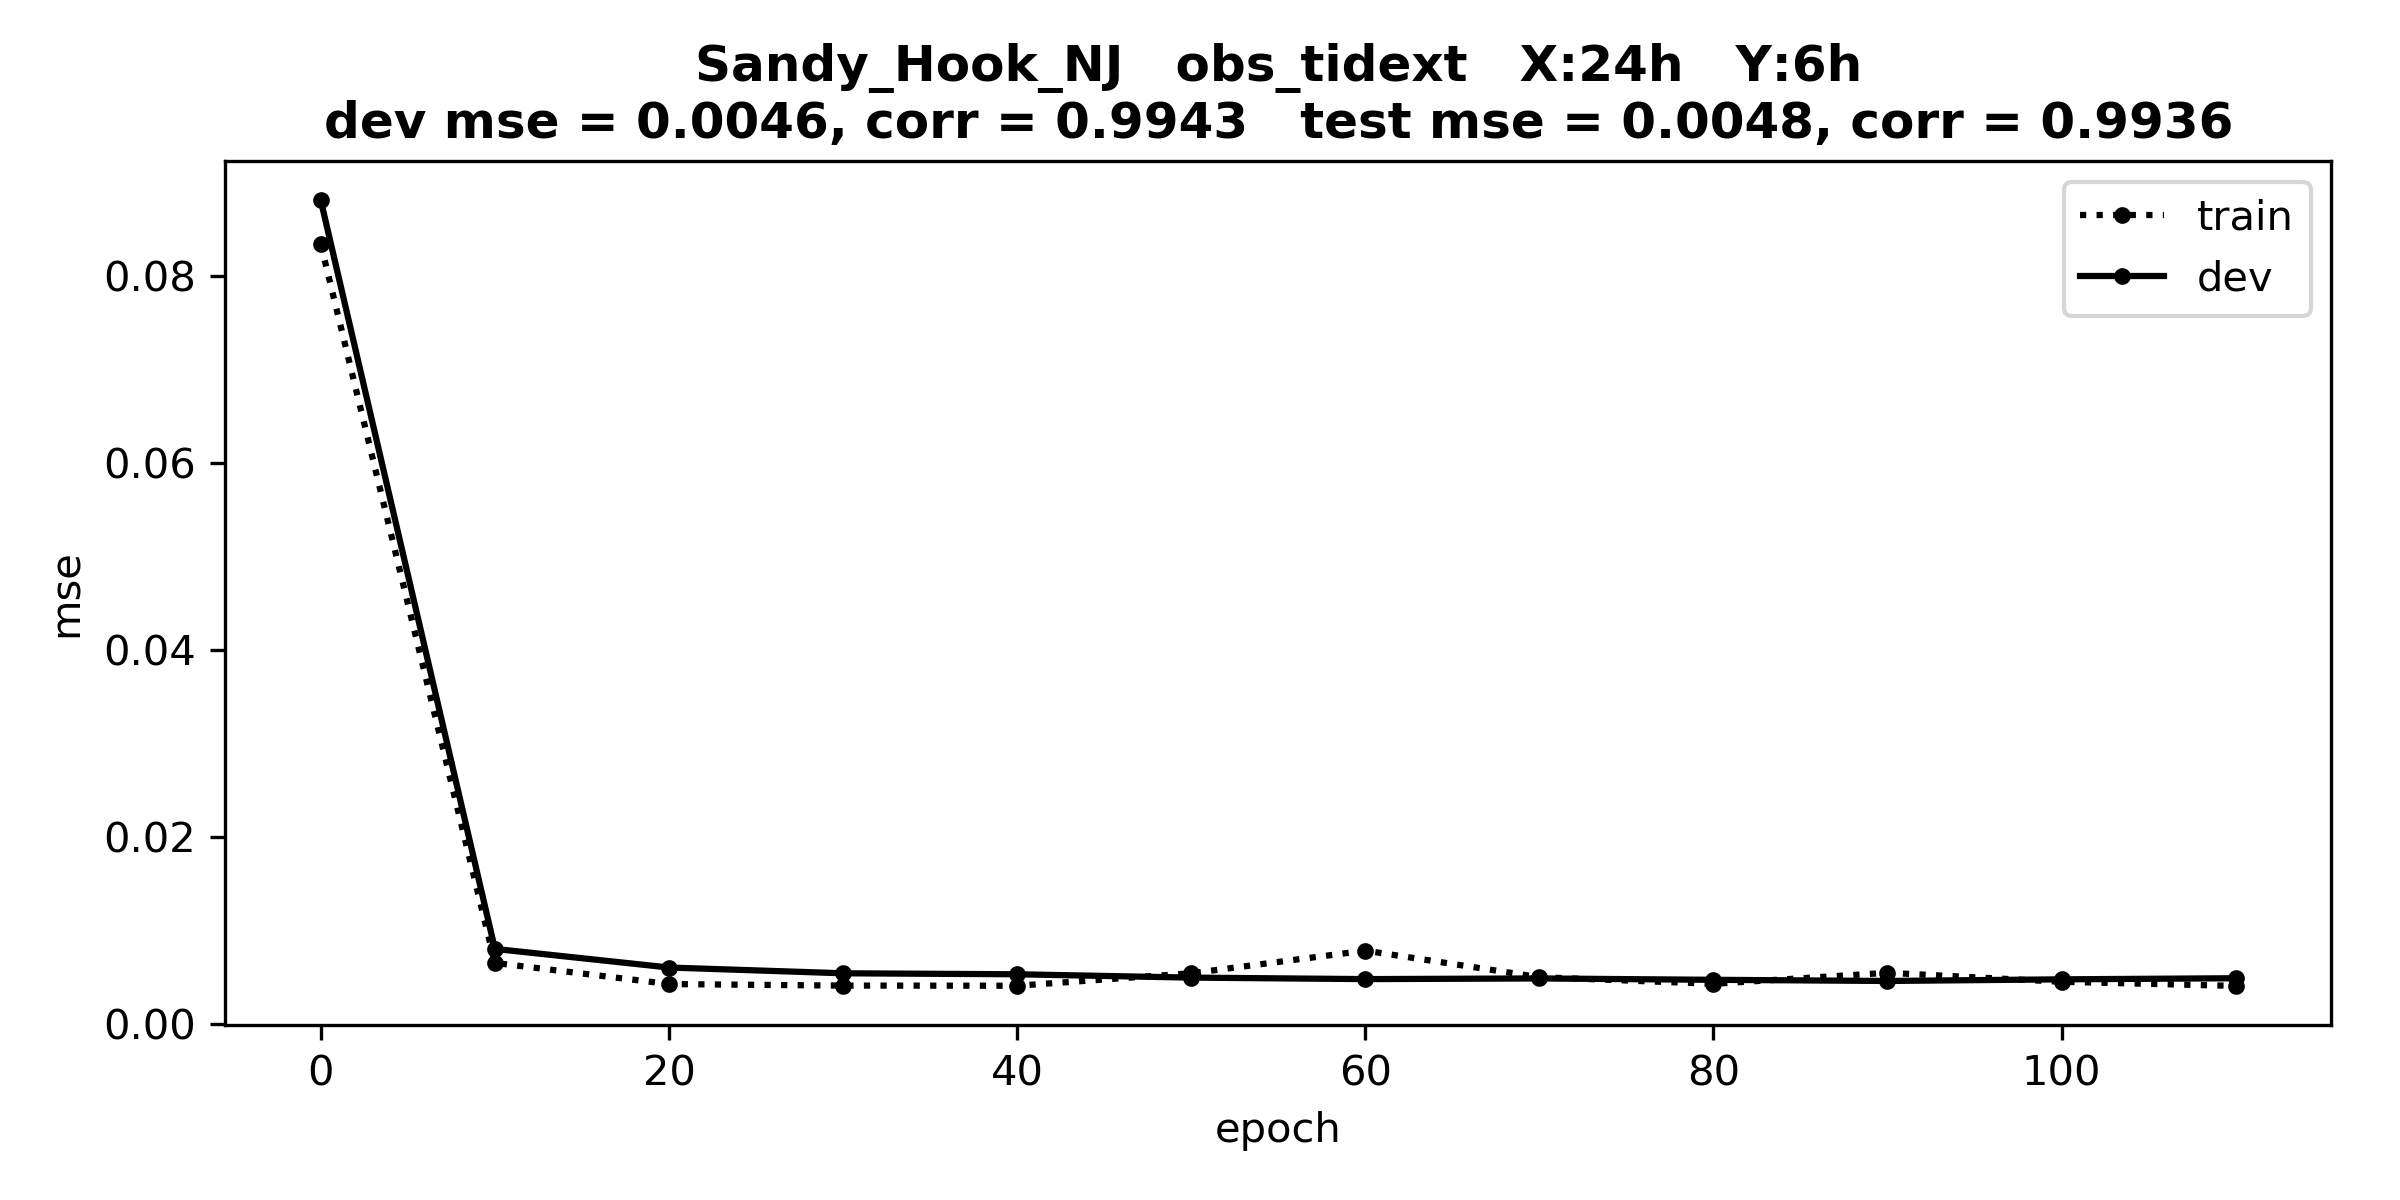 Sandy_Hook_NJ   obs_tidext   X:24h   Y:6h
dev mse = 0.0046, corr = 0.9943   test mse = 0.0048, corr = 0.9936
train
dev
0.08
0.06
0.04
0.02
0.00
mse
0 20 40 60 80 100
epoch